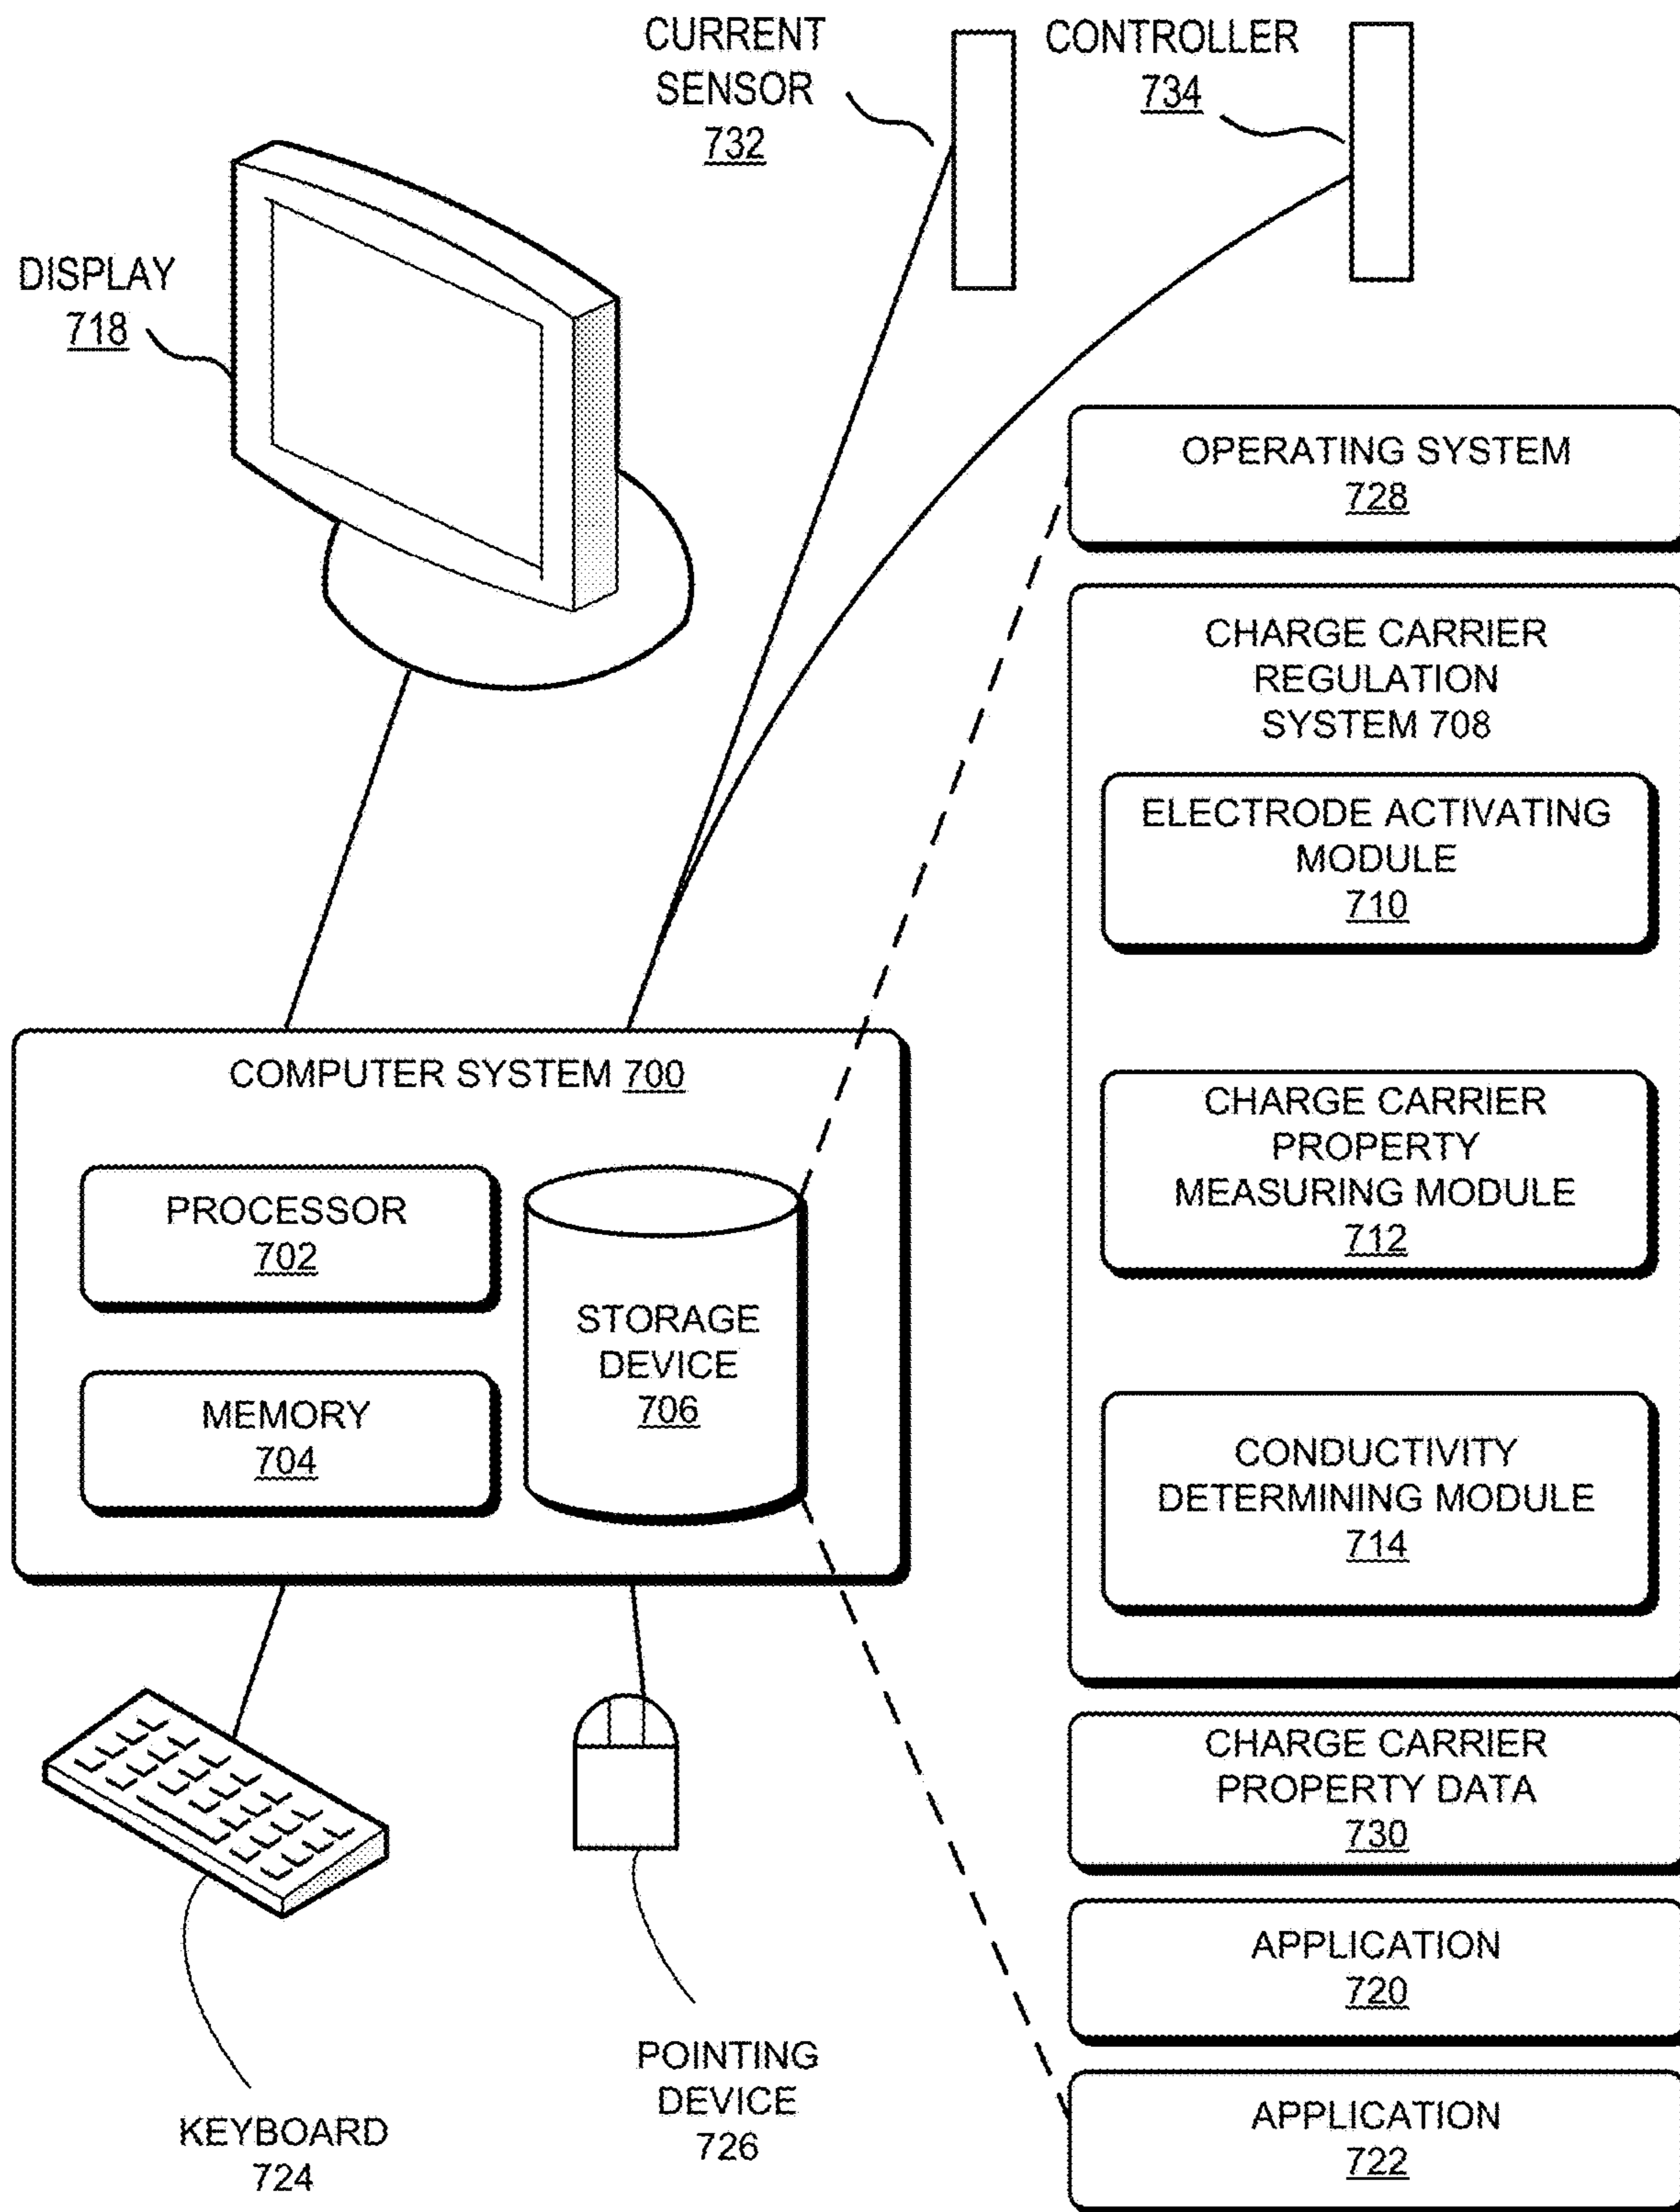 CURRENT
SENSOR
732
CONTROLLER
734
DISPLAY
718
OPERATING SYSTEM
728
CHARGE CARRIER
REGULATION
SYSTEM 708
ELECTRODE ACTIVATING
MODULE
710
CHARGE CARRIER
PROPERTY
MEASURING MODULE
712
CONDUCTIVITY
DETERMINING MODULE
714
COMPUTER SYSTEM 700
PROCESSOR
702
MEMORY
704
STORAGE
DEVICE
706
CHARGE CARRIER
PROPERTY DATA
730
APPLICATION
720
APPLICATION
722
KEYBOARD
724
POINTING
DEVICE
726